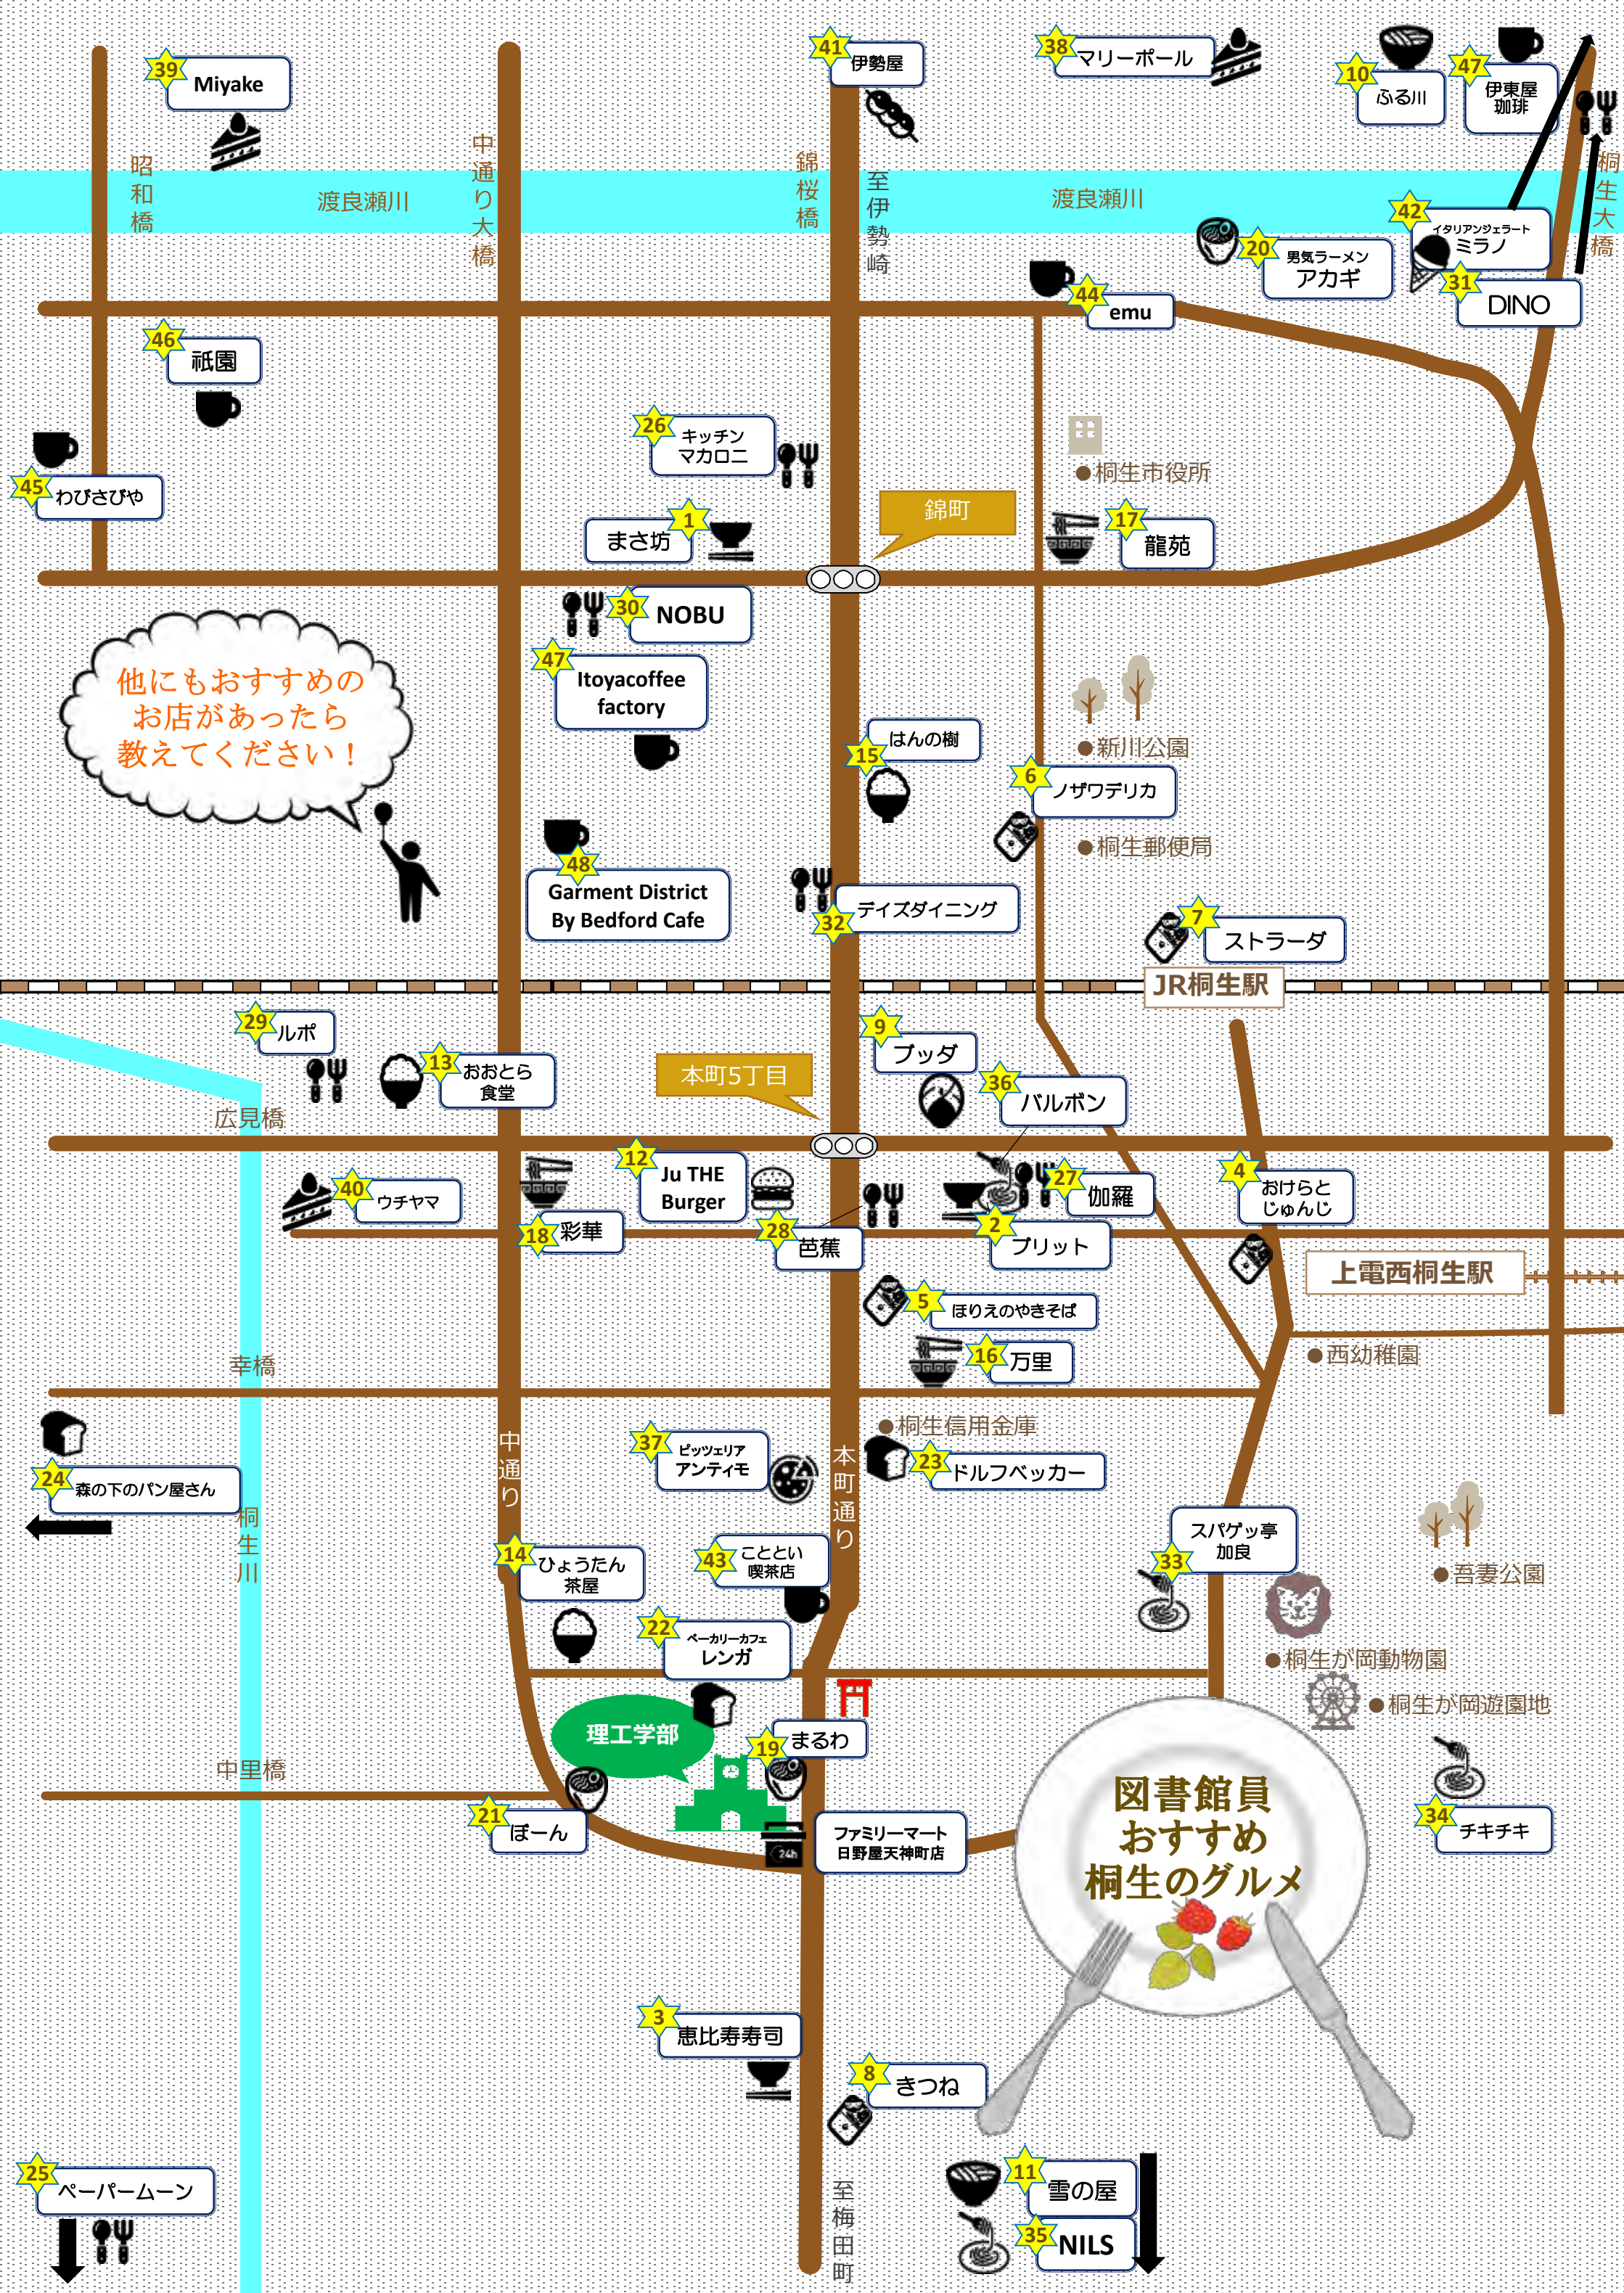 39
Miyake
41
伊勢屋
38
マリーポール
10
ふる川
47
伊東屋
珈琲
昭和橋
渡良瀬川
中通り大橋
錦桜橋
至伊勢崎
渡良瀬川
桐生大橋
42
イタリアンジェラート
ミラノ
20
男気ラーメン
アカギ
31
DINO
44
emu
46
祇園
45
わびさびや
26
キッチン
マカロニ
●桐生市役所
錦町
1
まさ坊
17
龍苑
30
NOBU
47
Itoyacoffee
factory
他にもおすすめの
お店があったら
教えてください！
15
はんの樹
●新川公園
6
ノザワデリカ
●桐生郵便局
48
Garment District
By Bedford Cafe
32
デイズダイニング
7
ストラーダ
JR桐生駅
29
ルポ
13
おおとら
食堂
9
ブッダ
本町5丁目
36
バルボン
広見橋
12
Ju THE
Burger
40
ウチヤマ
18
彩華
28
芭蕉
27
伽羅
2
ブリット
4
おけらと
じゅんじ
上電西桐生駅
5
ほりえのやきそば
16
万里
●西幼稚園
幸橋
●桐生信用金庫
37
ピッツェリア
アンティモ
中通り
本町通り
23
ドルフベッカー
24
森の下のパン屋さん
桐生川
14
ひょうたん
茶屋
43
こととい
喫茶店
33
スパゲッ亭
加良
●吾妻公園
22
ベーカリーカフェ
レンガ
●桐生が岡動物園
●桐生が岡遊園地
理工学部
19
まるわ
中里橋
21
ぼーん
24h
ファミリーマート
日野屋天神町店
図書館員
おすすめ
桐生のグルメ
34
チキチキ
3
恵比寿寿司
8
きつね
25
ペーパームーン
至梅田町
11
雪の屋
35
NILS